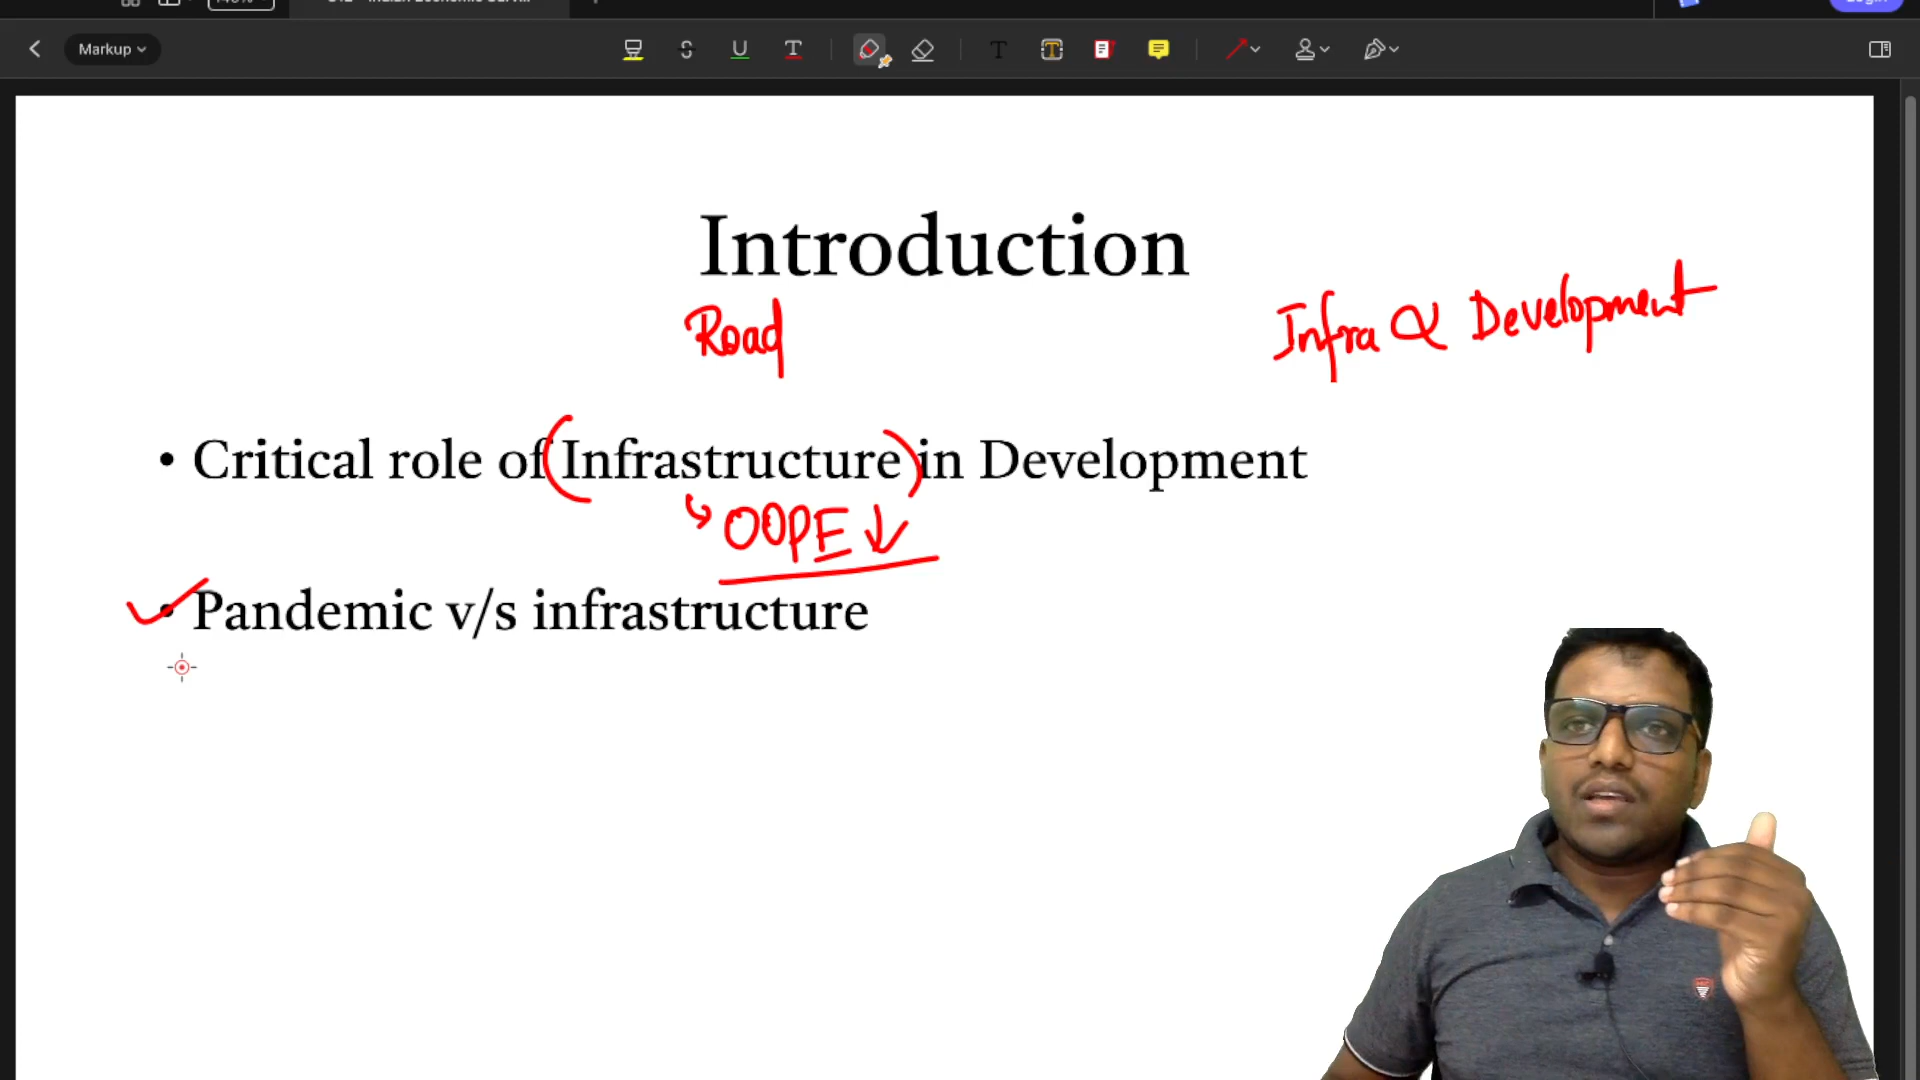 Markup
Introduction
Road
Infra & Development
• Critical role of (Infrastructure) in Development
↳ OOPE ↓
• Pandemic v/s infrastructure